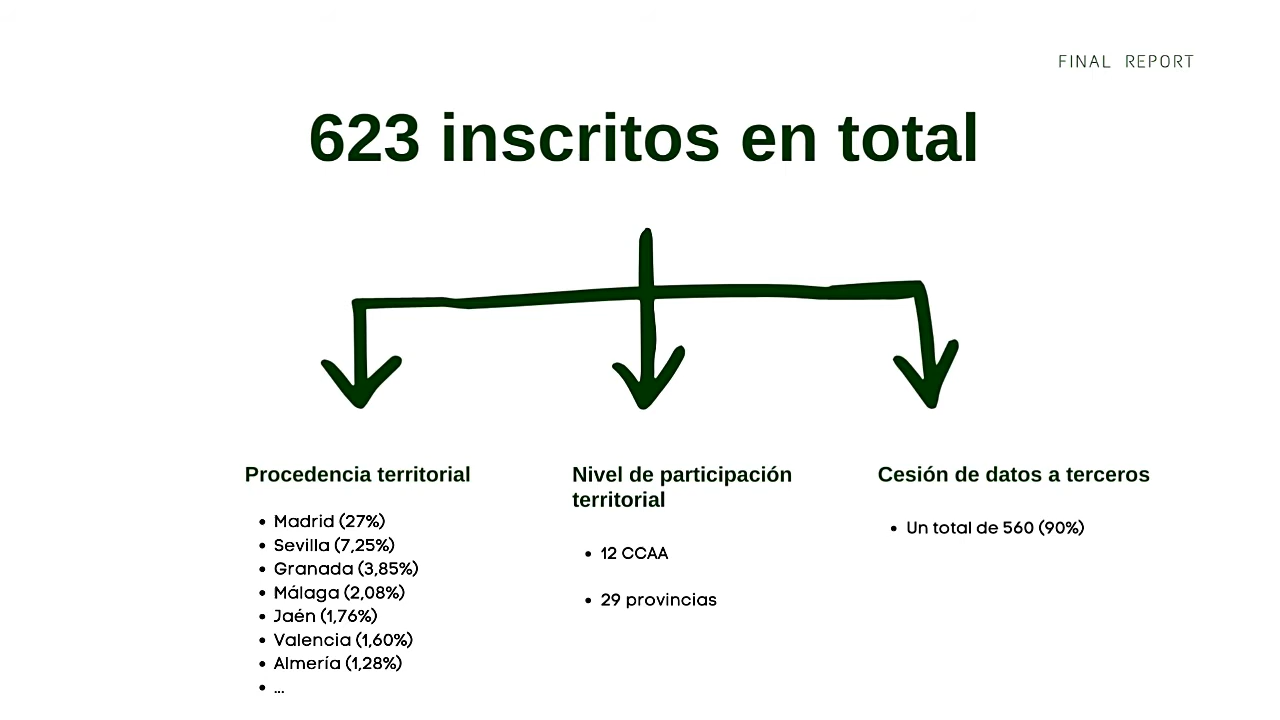 FINAL REPORT
623 inscritos en total
Procedencia territorial
• Madrid (27%)
• Sevilla (7,25%)
• Granada (3,85%)
• Málaga (2,08%)
• Jaén (1,76%)
• Valencia (1,60%)
• Almería (1,28%)
• ...
Nivel de participación
territorial
• 12 CCAA
• 29 provincias
Cesión de datos a terceros
• Un total de 560 (90%)